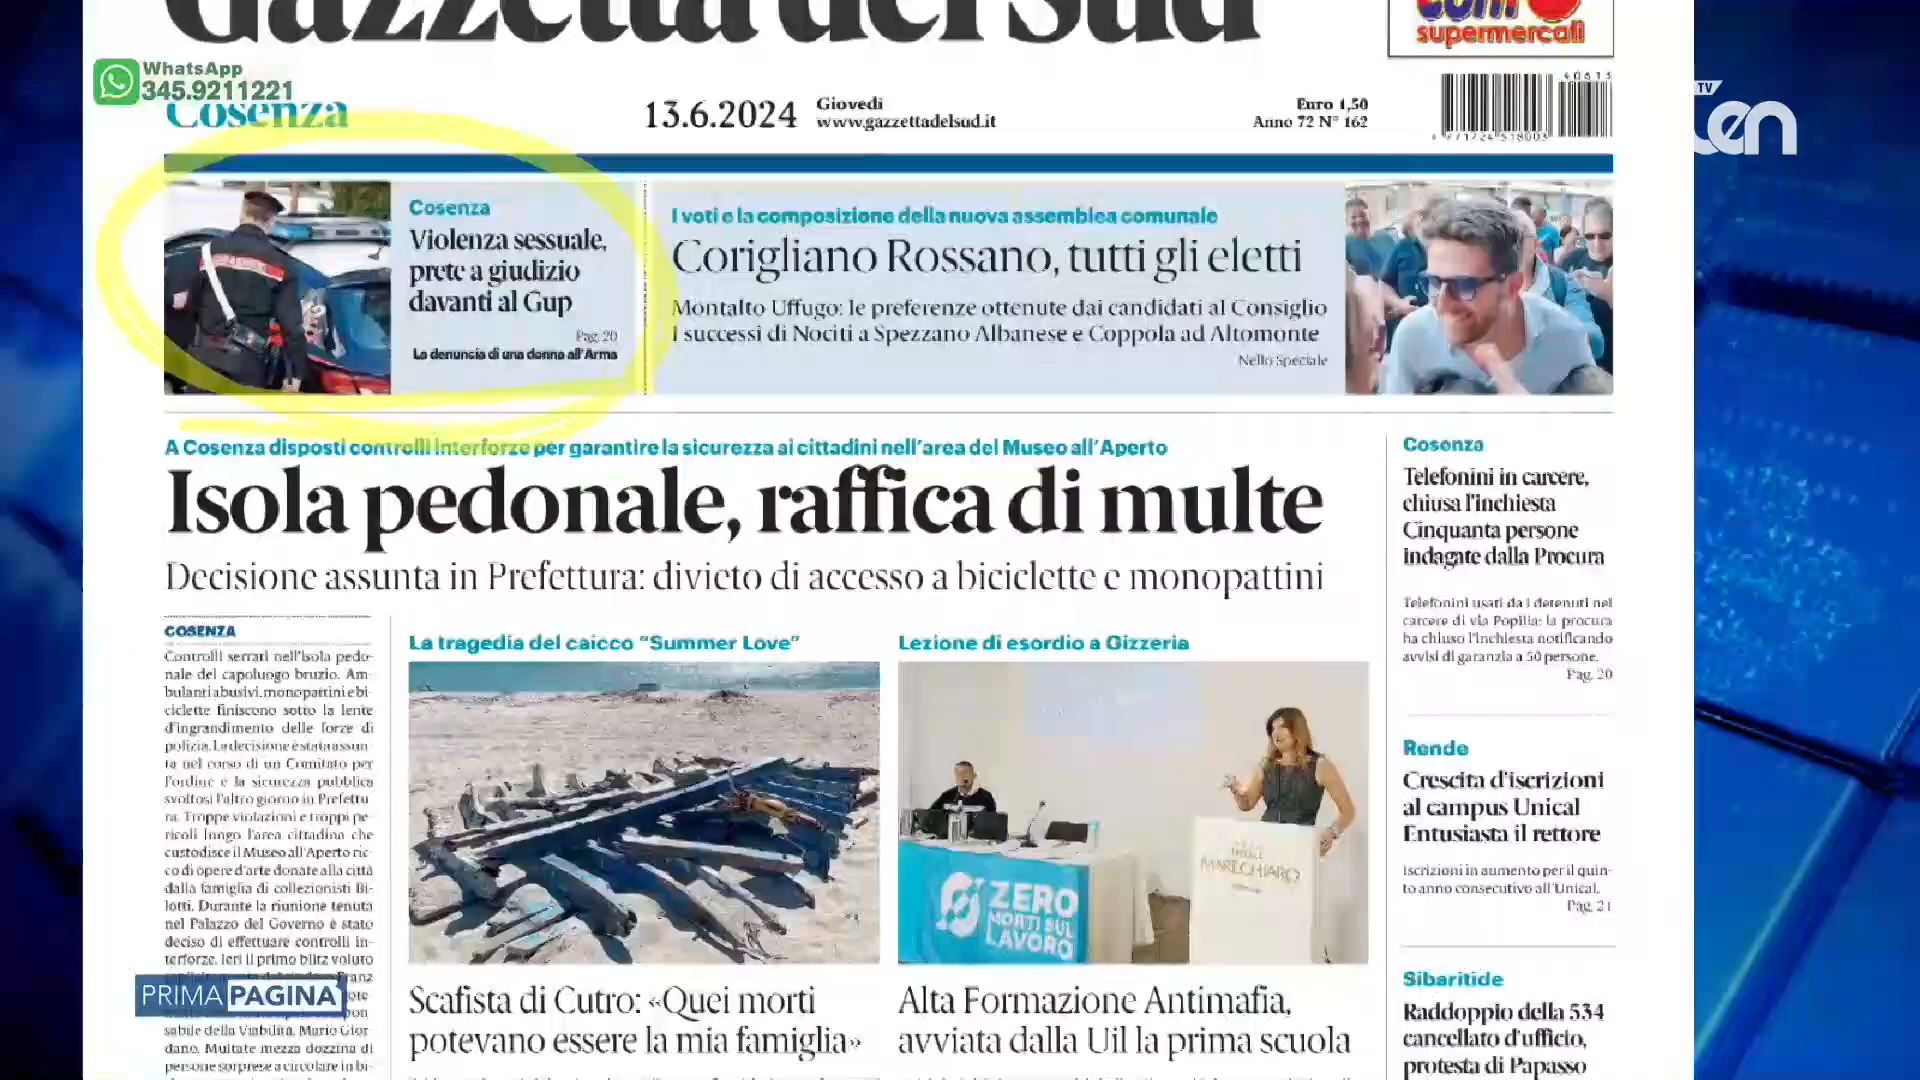 Gazzetta del Sud
supermercati
WhatsApp
345.9211221
Cosenza
13.6.2024
Giovedì
www.gazzettadelsud.it
Euro 1,50
Anno 72 N° 162
40613
TV
ten
Cosenza
Violenza sessuale,
prete a giudizio
davanti al Gup
Pag. 20
La denuncia di una donna all'Arma
I voti e la composizione della nuova assemblea comunale
Corigliano Rossano, tutti gli eletti
Montalto Uffugo: le preferenze ottenute dai candidati al Consiglio
I successi di Nociti a Spezzano Albanese e Coppola ad Altomonte
Nello Speciale
A Cosenza disposti controlli interforze per garantire la sicurezza ai cittadini nell'area del Museo all'Aperto
Isola pedonale, raffica di multe
Decisione assunta in Prefettura: divieto di accesso a biciclette e monopattini
COSENZA
Controlli serrati nell'isola pedo-
nale del capoluogo bruzio. Am-
bulanti abusivi, monopattini e bi-
ciclette finiscono sotto la lente
d'ingrandimento delle forze di
polizia. La decisione è stata assun-
ta nel corso di un Comitato per
l'ordine e la sicurezza pubblica
svoltosi l'altro giorno in Prefettu
ra. Troppe violazioni e troppi pe-
ricoli lungo l'area cittadina che
custodisce il Museo all'Aperto ric-
co di opere d'arte donate alla città
dalla famiglia di collezionisti Bi-
lotti. Durante la riunione tenuta
nel Palazzo del Governo è stato
deciso di effettuare controlli in-
terforze. Ieri il primo blitz voluto
Franz
PRIMA PAGINA
sabile della Viabilità, Mario Gior
dano. Multate mezza dozzina di
persone sorprese a circolare in bi-
La tragedia del caicco "Summer Love"
Scafista di Cutro: «Quei morti
potevano essere la mia famiglia»
Lezione di esordio a Gizzeria
ZERO
MORTI SUL
LAVORO
MARECHIARO
Alta Formazione Antimafia,
avviata dalla Uil la prima scuola
Cosenza
Telefonini in carcere,
chiusa l'inchiesta
Cinquanta persone
indagate dalla Procura
Telefonini usati da i detenuti nel
carcere di via Popilia: la procura
ha chiuso l'inchiesta notificando
avvisi di garanzia a 50 persone.
Pag. 20
Rende
Crescita d'iscrizioni
al campus Unical
Entusiasta il rettore
Iscrizioni in aumento per il quin-
to anno consecutivo all'Unical.
Pag. 21
Sibaritide
Raddoppio della 534
cancellato d'ufficio,
protesta di Papasso